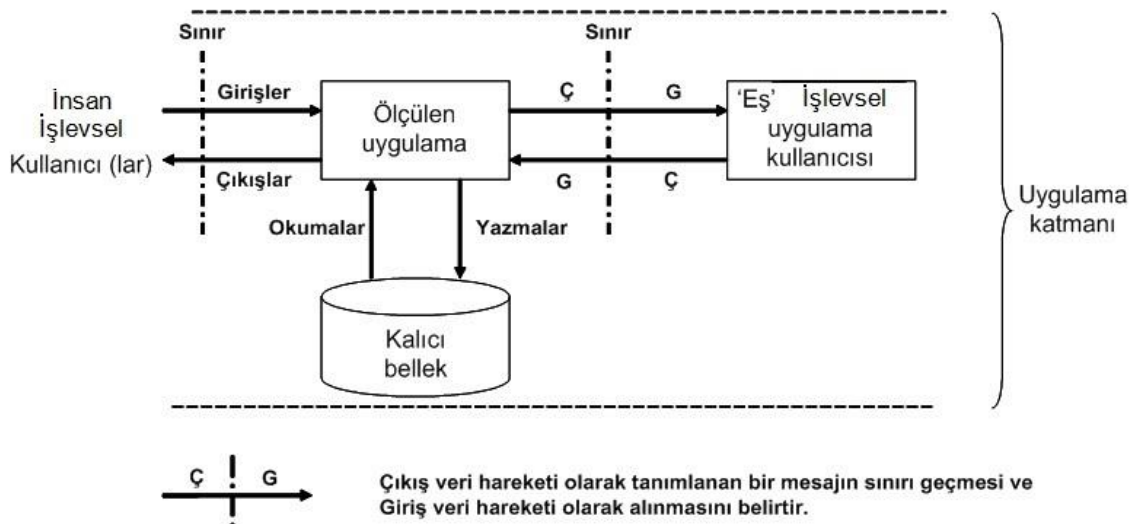 Sınır
Sınır
Girişler
Ç
G
İnsan
İşlevsel
Kullanıcı (lar)
Ölçülen
uygulama
'Eş' İşlevsel
uygulama
kullanıcısı
Çıkışlar
G
Ç
Uygulama
katmanı
Okumalar
Yazmalar
Kalıcı
bellek
Ç
G
Çıkış veri hareketi olarak tanımlanan bir mesajın sınırı geçmesi ve
Giriş veri hareketi olarak alınmasını belirtir.